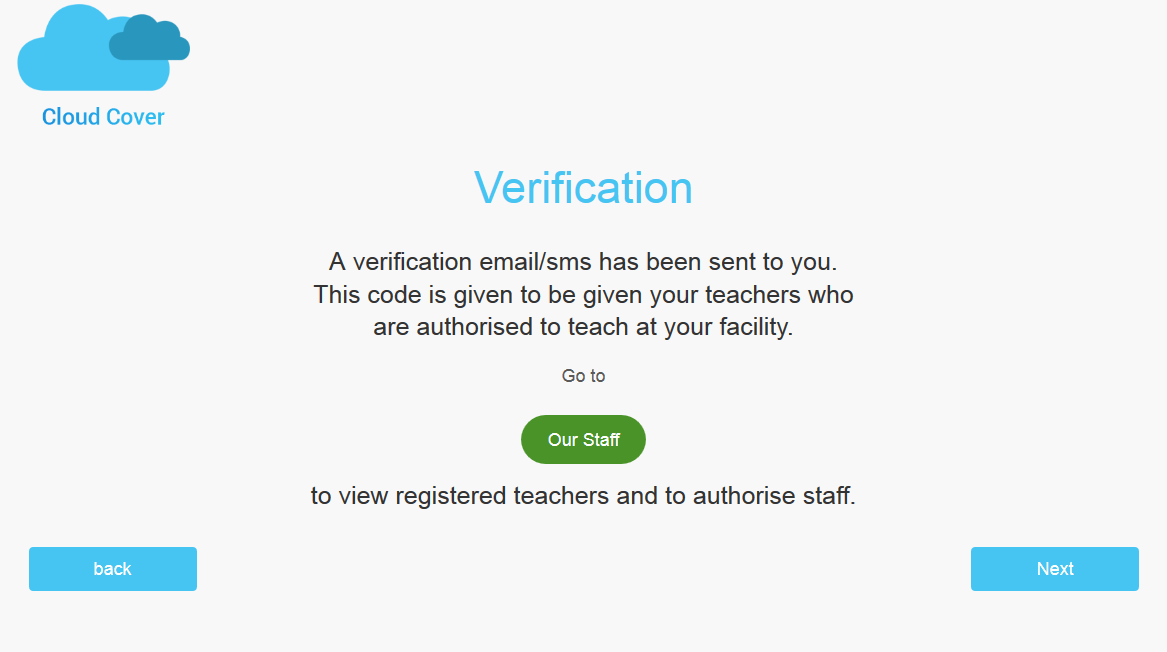 Cloud Cover
Verification
A verification email/sms has been sent to you.
This code is given to be given your teachers who
are authorised to teach at your facility.
Go to
Our Staff
to view registered teachers and to authorise staff.
back
Next